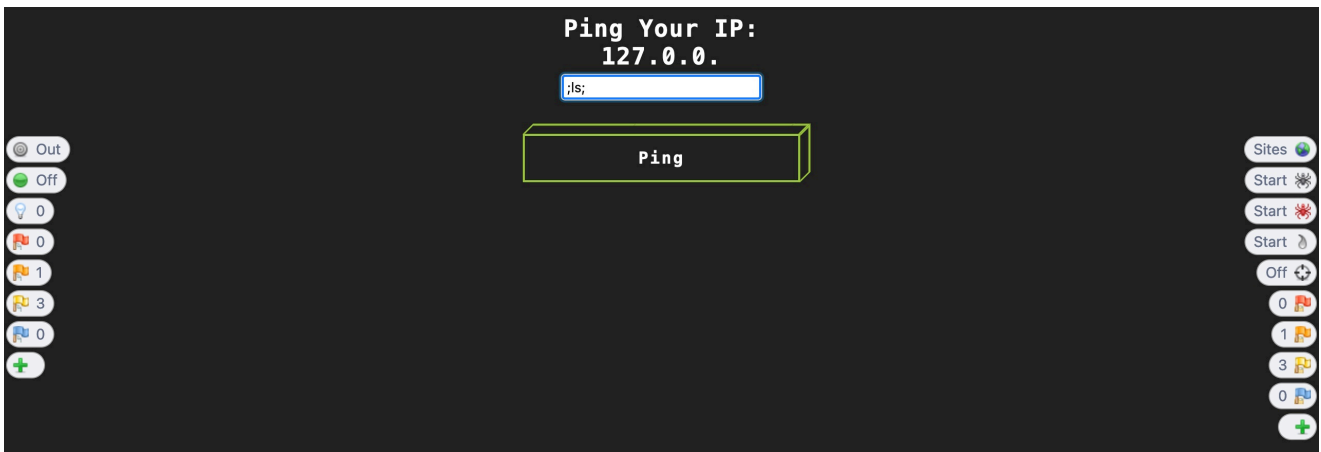 Ping Your IP:
127.0.0.
;ls;
Ping
Out
Off
0
0
1
3
0
Sites
Start
Start
Start
Off
0
1
3
0